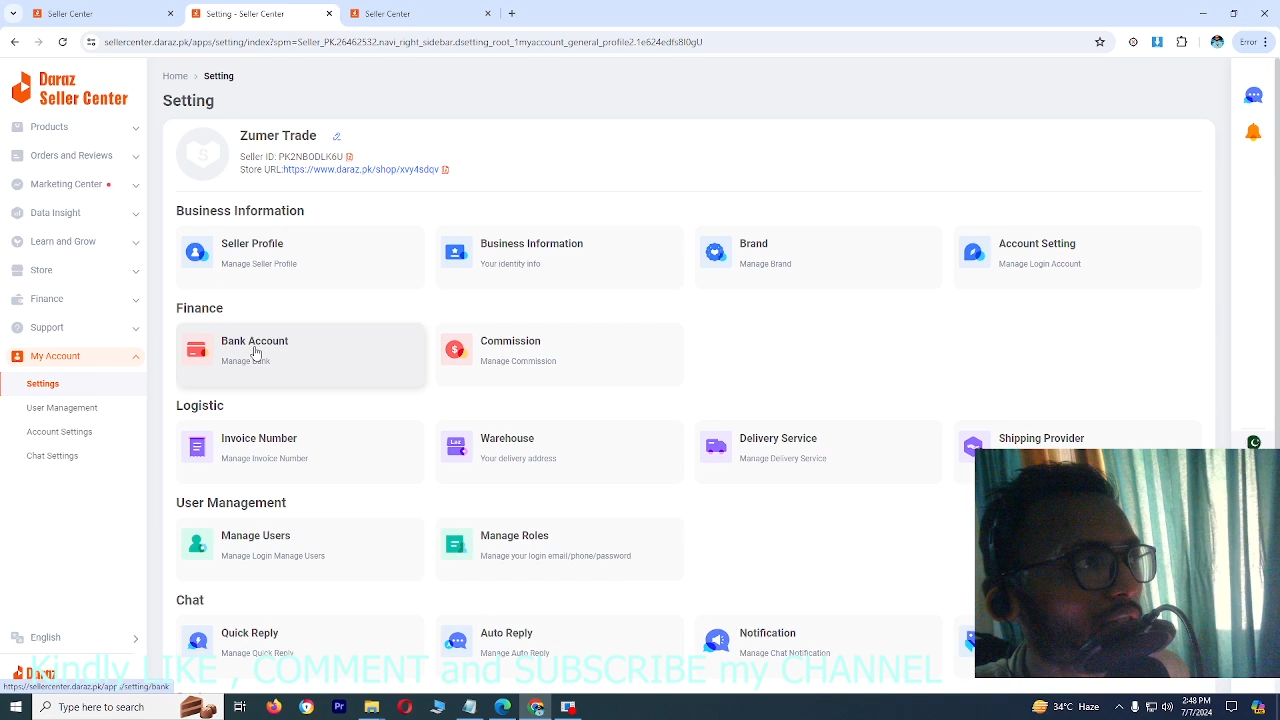 Setting - Seller Center
Seller Center
sellercenter.daraz.pk/apps/setting/index?spm=Seller_PK.26462532.navi_right_sidebar.dsetting_root_1myaccount_general_profile2.1e624edfs8l0gU
Error
Daraz
Seller Center
Products
Orders and Reviews
Marketing Center
Data Insight
Learn and Grow
Store
Finance
Support
My Account
Settings
User Management
Account Settings
Chat Settings
English
Home > Setting
Setting
Zumer Trade
Seller ID: PK2NBODLK6U
Store URL:https://www.daraz.pk/shop/xvy4sdqv
Business Information
Seller Profile
Manage Seller Profile
Business Information
Your identity info
Brand
Manage Brand
Account Setting
Manage Login Account
Finance
Bank Account
Manage Bank
Commission
Manage Commission
Logistic
Invoice Number
Manage Invoice Number
Warehouse
Your delivery address
Delivery Service
Manage Delivery Service
Shipping Provider
User Management
Manage Users
Manage Login Manage Users
Manage Roles
Manage your login email/phone/password
Chat
Quick Reply
Manage Quick Reply
Auto Reply
Manage Auto Reply
Notification
Manage Chat Notification
Kindly LIKE , COMMENT and SUBSCRIBE my CHANNEL
Daraz
https://sellercenter.daraz.pk/apps/setting/bank
Type here to search
34°C Haze
2:48 PM
7/7/2024